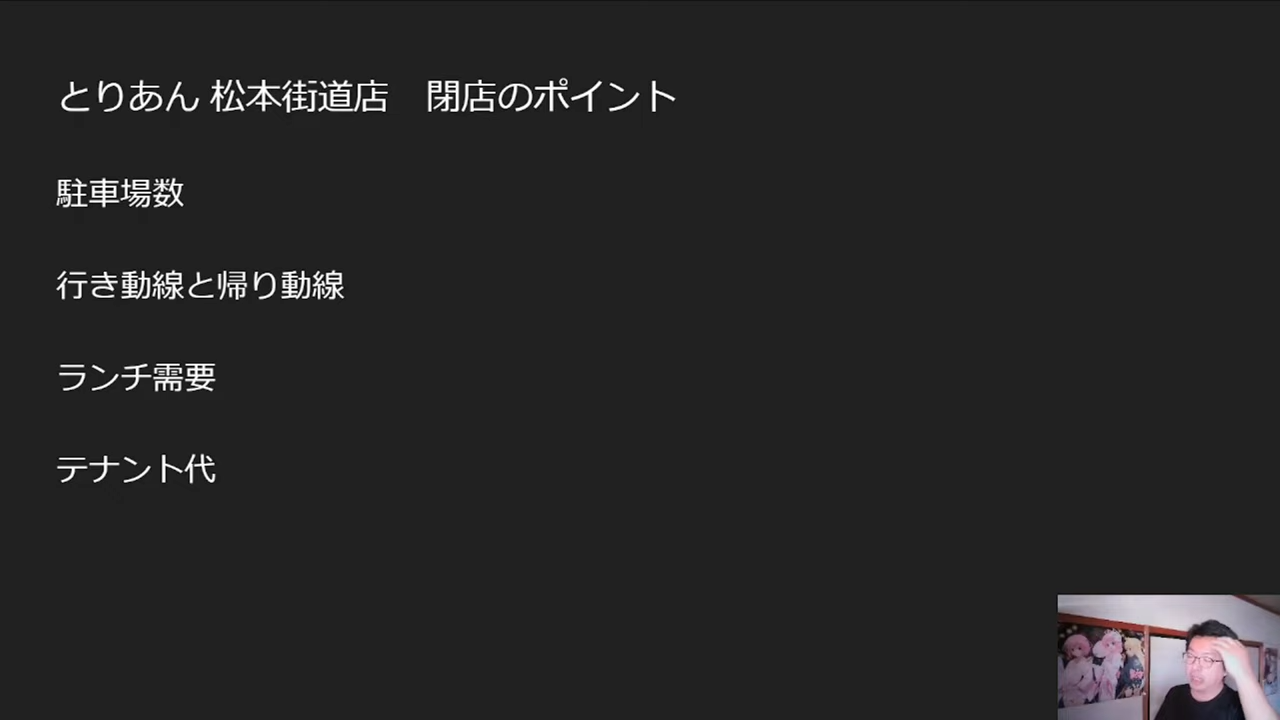 とりあん 松本街道店　閉店のポイント
駐車場数
行き動線と帰り動線
ランチ需要
テナント代